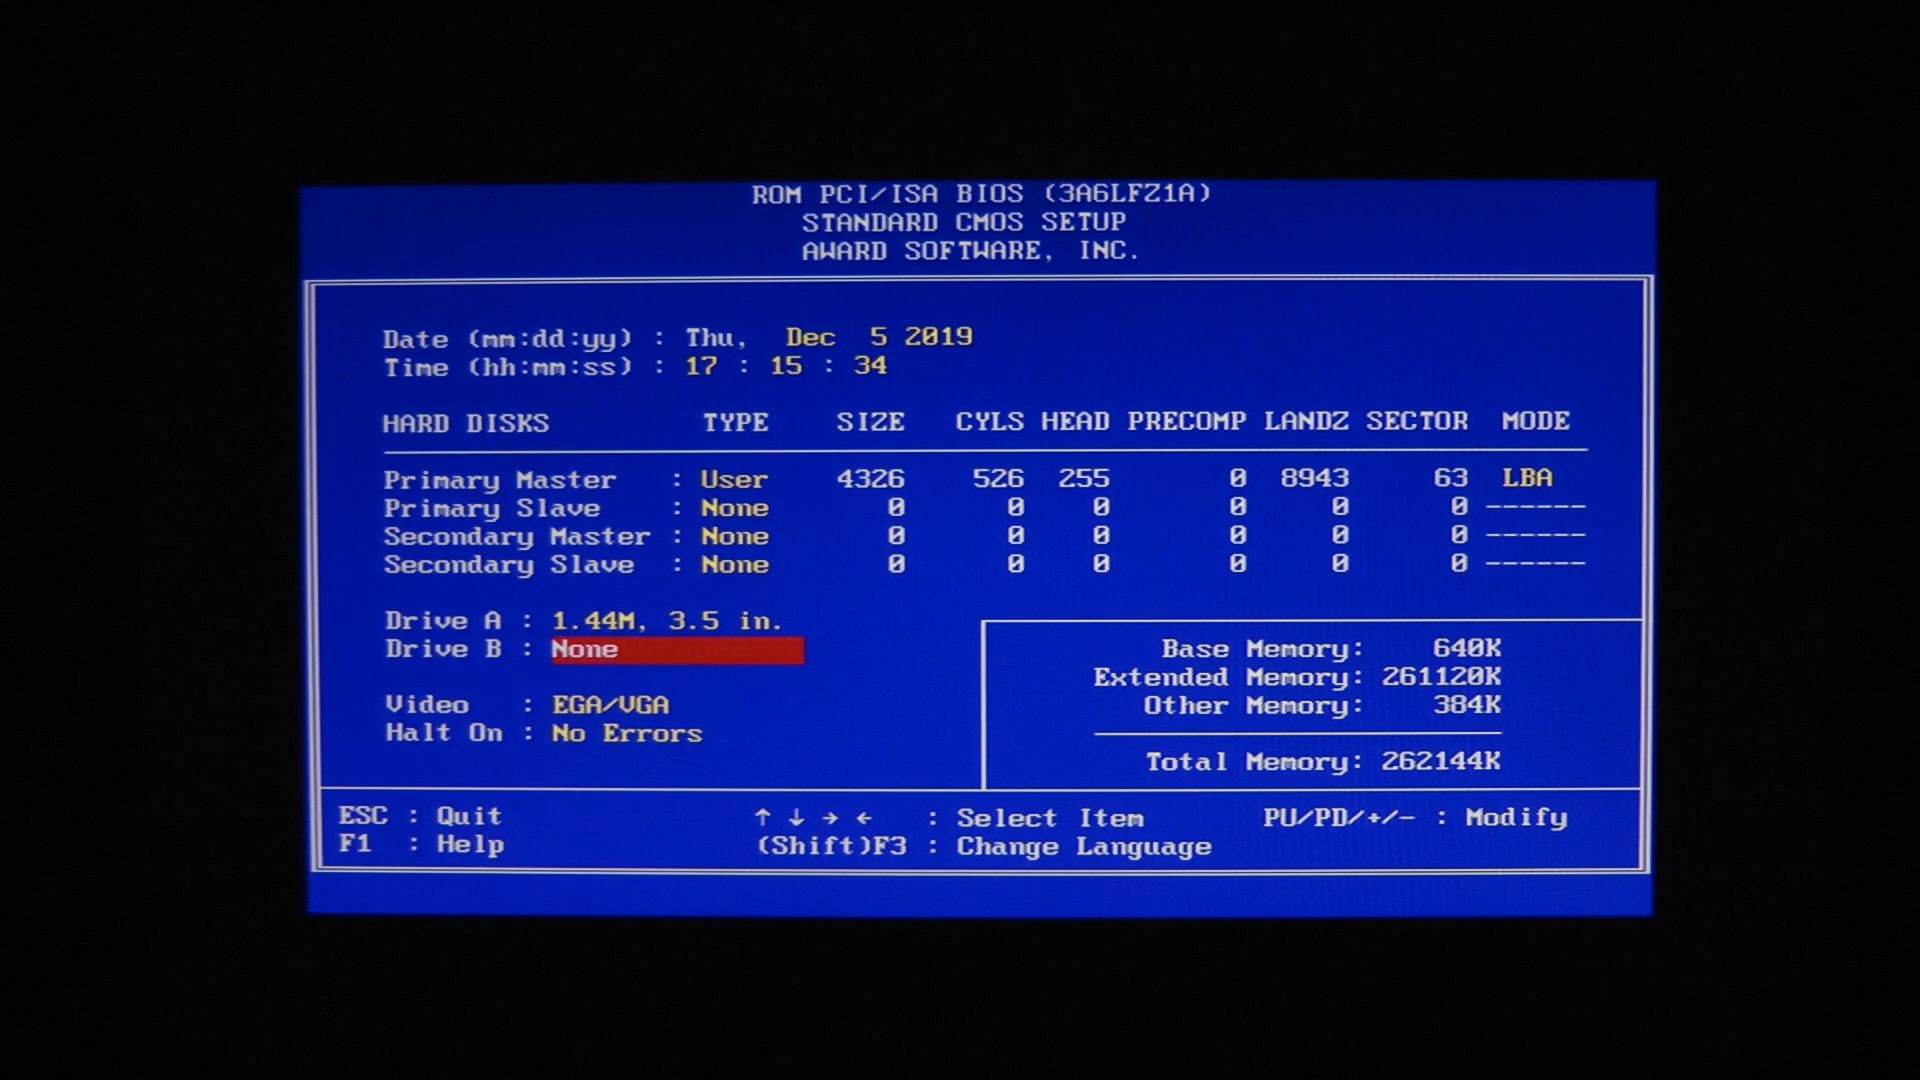 ROM PCI/ISA BIOS (3A6LFZ1A)
STANDARD CMOS SETUP
AWARD SOFTWARE, INC.
Date (mm:dd:yy) : Thu, Dec 5 2019
Time (hh:mm:ss) : 17 : 15 : 34
HARD DISKS TYPE SIZE CYLS HEAD PRECOMP LANDZ SECTOR MODE
Primary Master : User 4326 526 255 0 8943 63 LBA
Primary Slave : None 0 0 0 0 0 0 ------
Secondary Master : None 0 0 0 0 0 0 ------
Secondary Slave : None 0 0 0 0 0 0 ------
Drive A : 1.44M, 3.5 in.
Drive B : None
Video : EGA/VGA
Halt On : No Errors
Base Memory: 640K
Extended Memory: 261120K
Other Memory: 384K
Total Memory: 262144K
ESC : Quit ↑ ↓ → ← : Select Item PU/PD/+/- : Modify
F1 : Help (Shift)F3 : Change Language